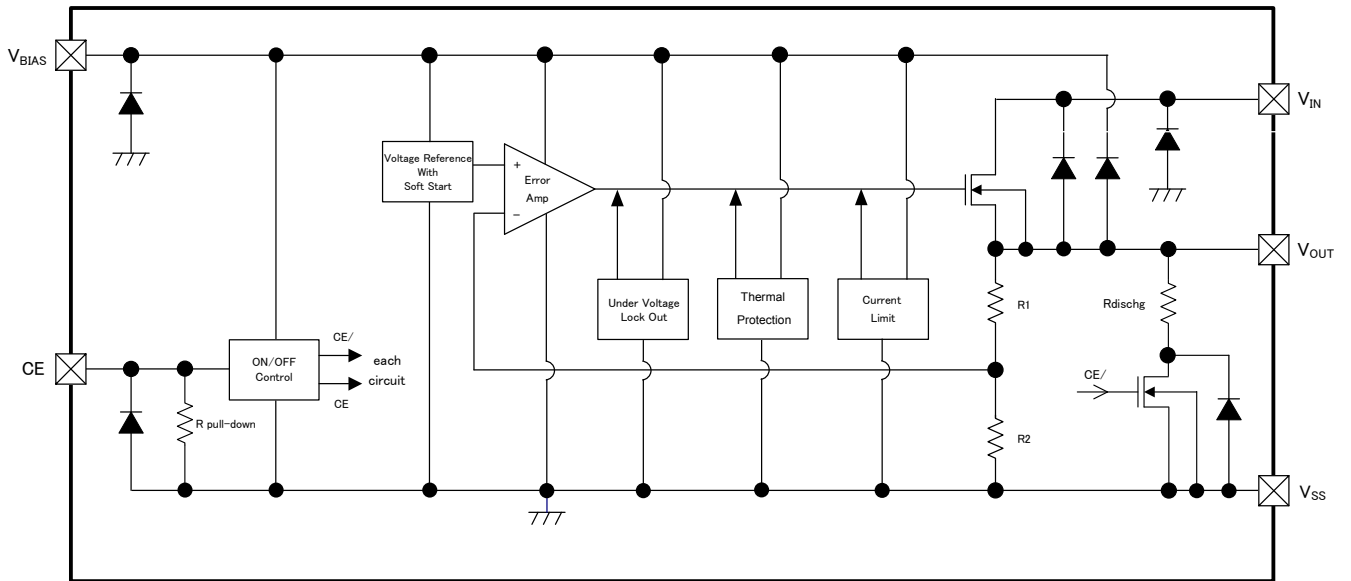 VBIAS
VIN
Voltage Reference
With
Soft Start
+
Error
Amp
−
VOUT
Under Voltage
Lock Out
Thermal
Protection
Current
Limit
R1
Rdischg
CE
ON/OFF
Control
CE/
each
circuit
CE
CE/
R pull-down
R2
VSS